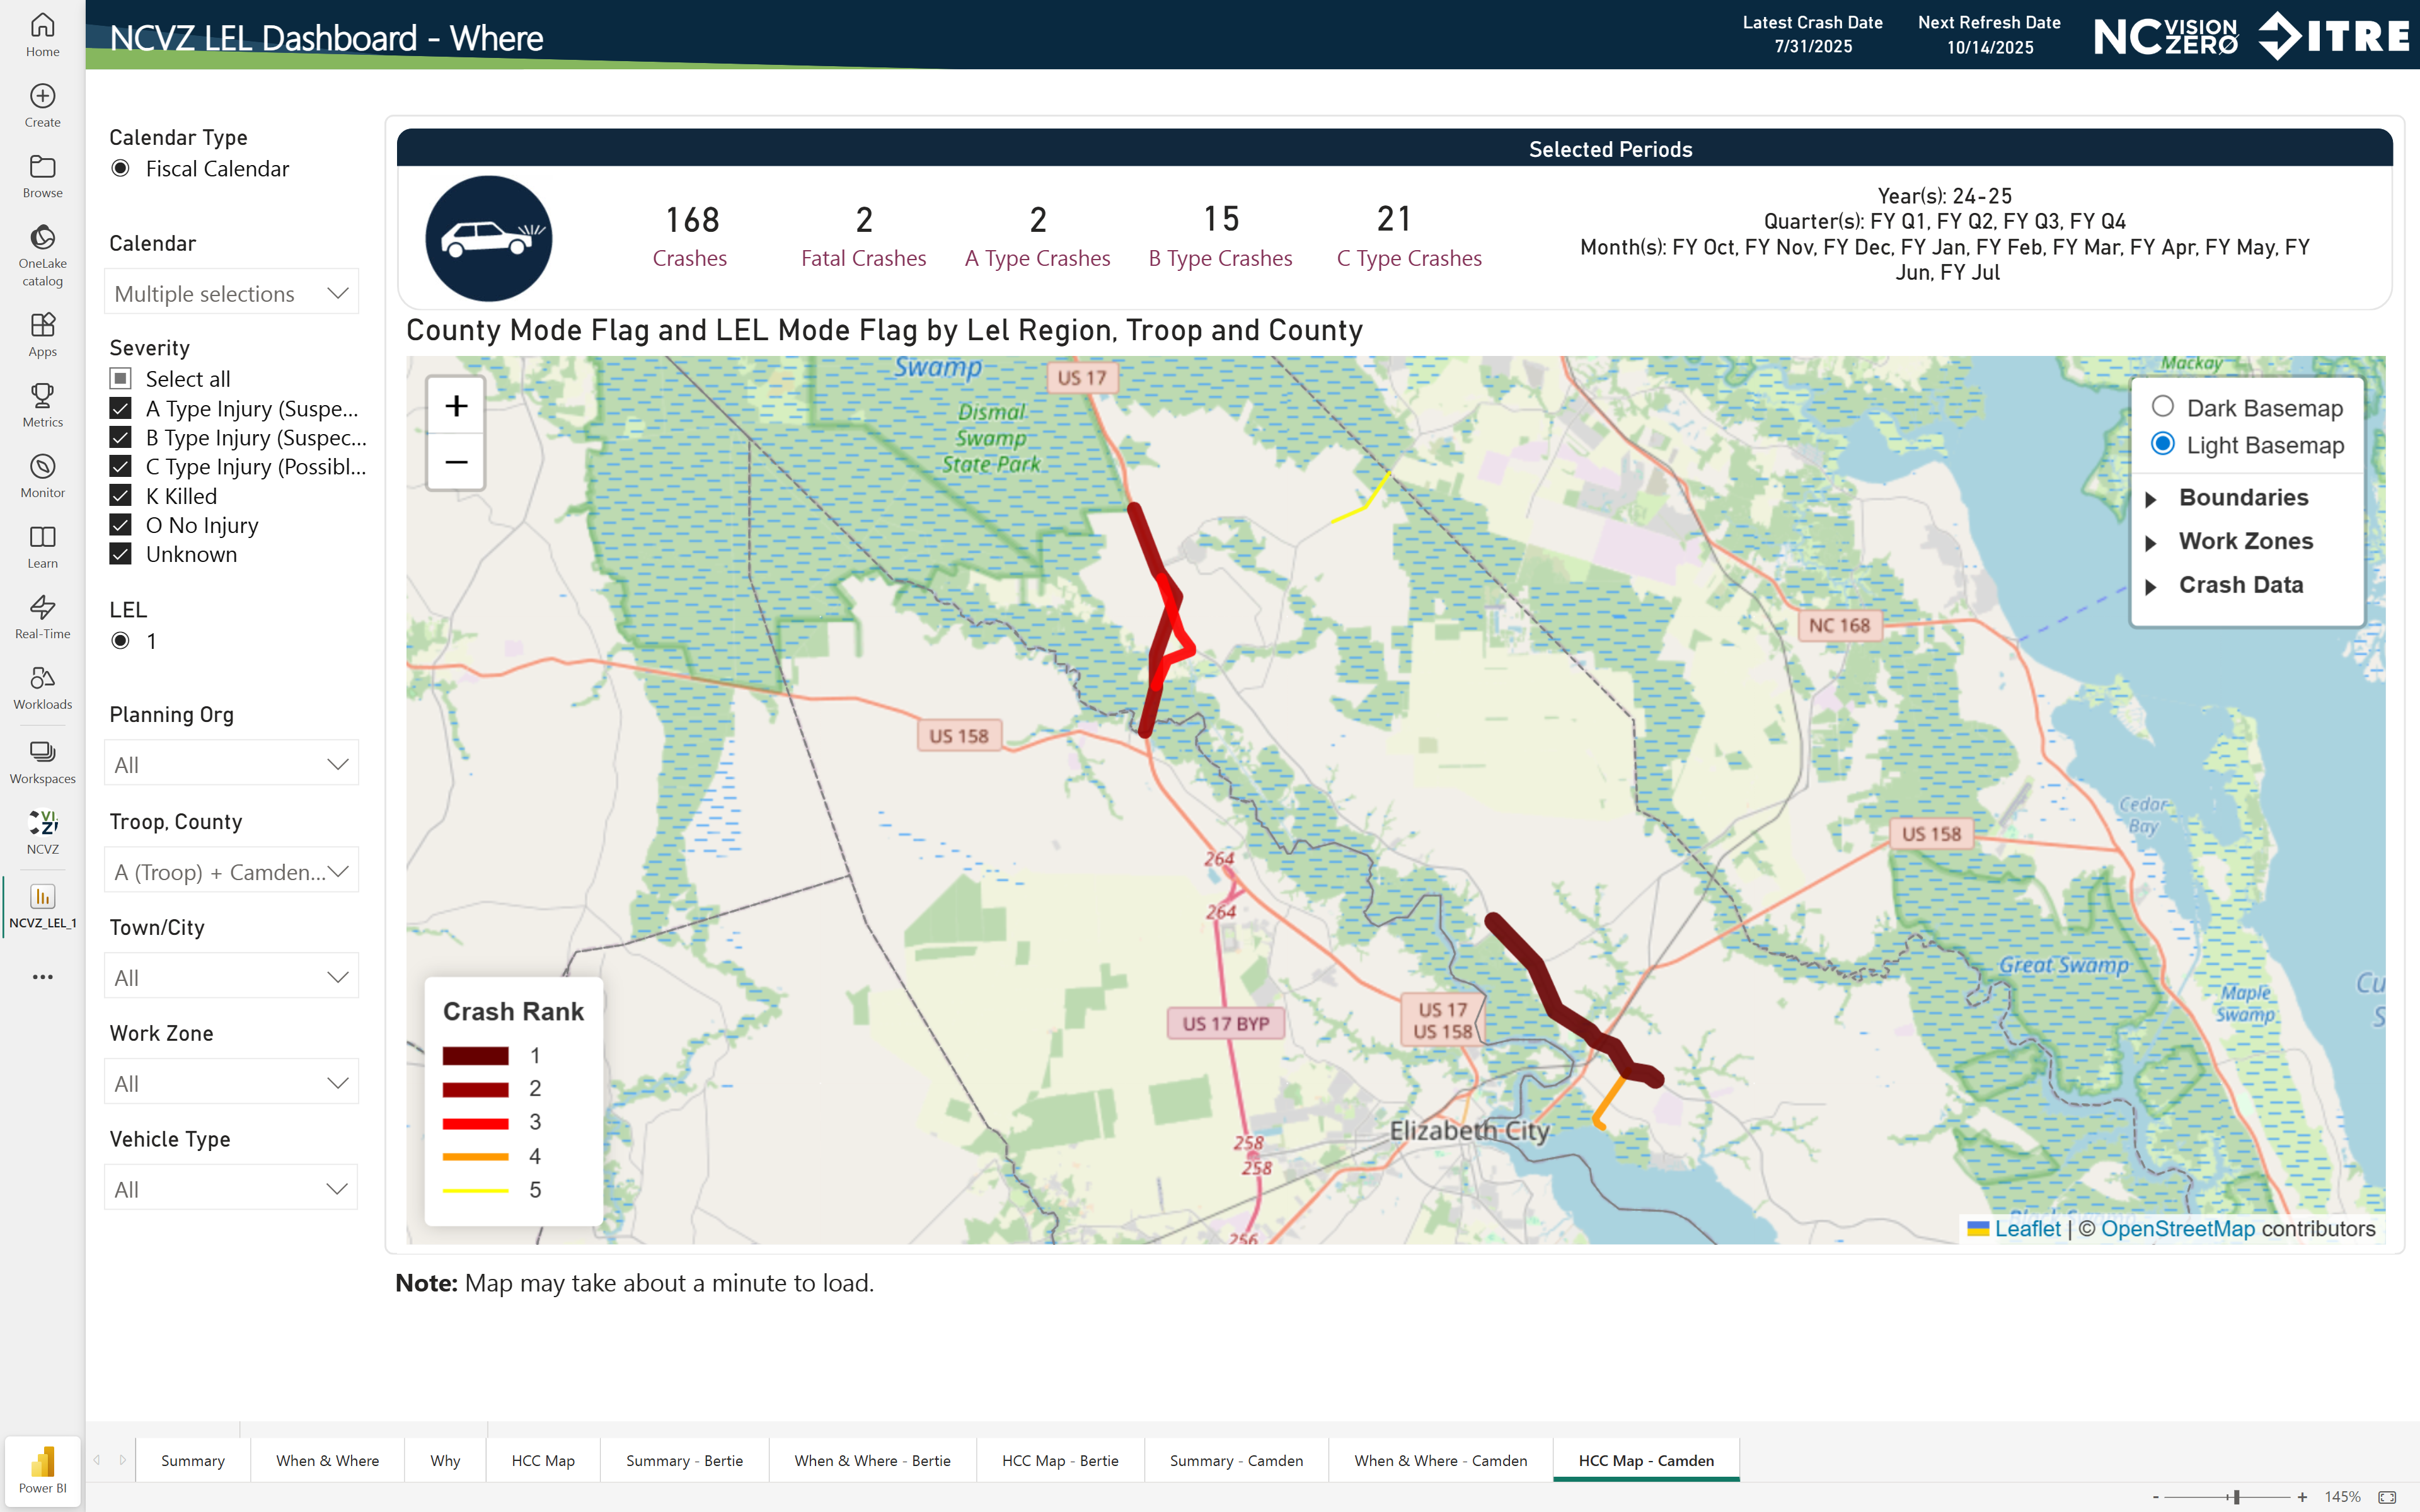 Home
Create
Browse
OneLake
catalog
Apps
Metrics
Monitor
Learn
Real-Time
Workloads
Workspaces
NCVZ
NCVZ_LEL_1
Power BI
NCVZ LEL Dashboard - Where
Latest Crash Date
7/31/2025
Next Refresh Date
10/14/2025
NC VISION ZERO
ITRE
Calendar Type
Fiscal Calendar
Calendar
Multiple selections
Severity
Select all
A Type Injury (Suspe...
B Type Injury (Suspec...
C Type Injury (Possibl...
K Killed
O No Injury
Unknown
LEL
1
Planning Org
All
Troop, County
A (Troop) + Camden...
Town/City
All
Work Zone
All
Vehicle Type
All
Selected Periods
168
Crashes
2
Fatal Crashes
2
A Type Crashes
15
B Type Crashes
21
C Type Crashes
Year(s): 24-25
Quarter(s): FY Q1, FY Q2, FY Q3, FY Q4
Month(s): FY Oct, FY Nov, FY Dec, FY Jan, FY Feb, FY Mar, FY Apr, FY May, FY
Jun, FY Jul
County Mode Flag and LEL Mode Flag by Lel Region, Troop and County
+
−
Swamp
US 17
Dismal
Swamp
State Park
Mackay
Dark Basemap
Light Basemap
Boundaries
Work Zones
Crash Data
NC 168
US 158
Cedar
Bay
US 158
264
264
Great Swamp
Maple
Swamp
Cu
S
US 17 BYP
US 17
US 158
Elizabeth City
258
258
256
Crash Rank
1
2
3
4
5
Leaflet | © OpenStreetMap contributors
Note: Map may take about a minute to load.
Summary
When & Where
Why
HCC Map
Summary - Bertie
When & Where - Bertie
HCC Map - Bertie
Summary - Camden
When & Where - Camden
HCC Map - Camden
- + 145%